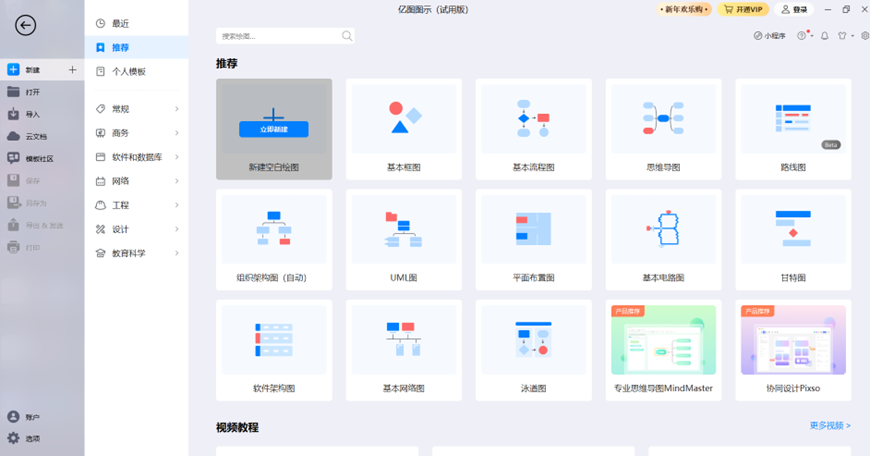 亿图图示（试用版）
新年欢乐购
开通VIP
登录
最近
推荐
个人模板
常规
商务
软件和数据库
网络
工程
设计
教育科学
新建
打开
导入
云文档
模板社区
保存
另存为
导出 & 发送
打印
账户
选项
搜索绘图...
小程序
推荐
立即新建
新建空白绘图
基本框图
基本流程图
思维导图
Beta
路线图
组织架构图（自动）
UML图
平面布置图
基本电路图
甘特图
软件架构图
基本网络图
泳道图
产品推荐
专业思维导图MindMaster
产品推荐
协同设计Pixso
视频教程
更多视频 >